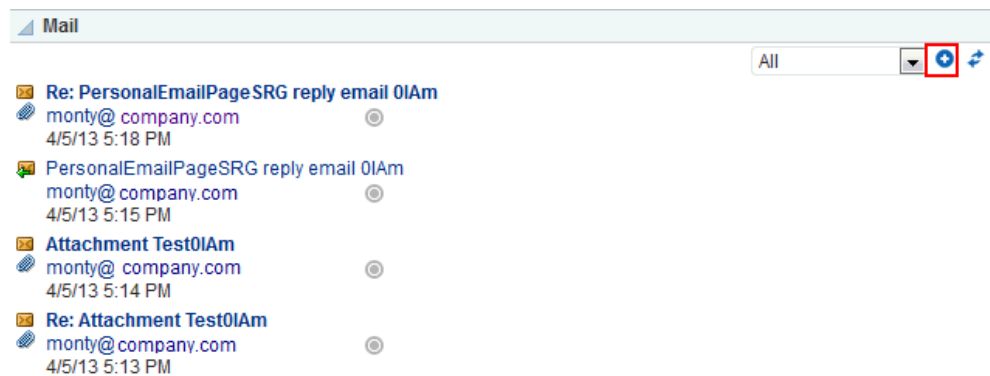 Mail
All
Re: PersonalEmailPageSRG reply email 0IAm
monty@ company.com
4/5/13 5:18 PM
PersonalEmailPageSRG reply email 0IAm
monty@ company.com
4/5/13 5:15 PM
Attachment Test0IAm
monty@ company.com
4/5/13 5:14 PM
Re: Attachment Test0IAm
monty@ company.com
4/5/13 5:13 PM